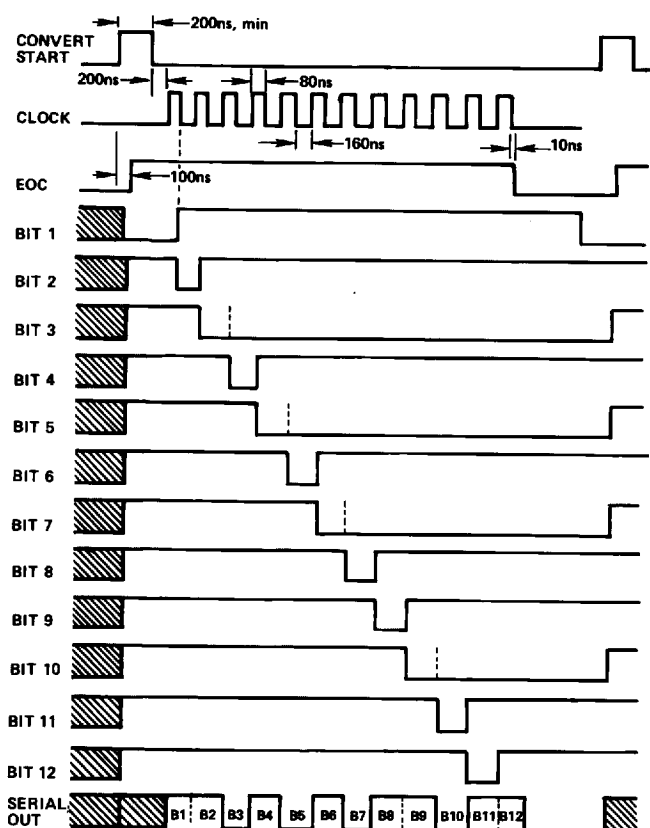 200ns, min
CONVERT
START
200ns
80ns
CLOCK
160ns
10ns
100ns
EOC
BIT 1
BIT 2
BIT 3
BIT 4
BIT 5
BIT 6
BIT 7
BIT 8
BIT 9
BIT 10
BIT 11
BIT 12
SERIAL
OUT
B1 B2 B3 B4 B5 B6 B7 B8 B9 B10 B11 B12